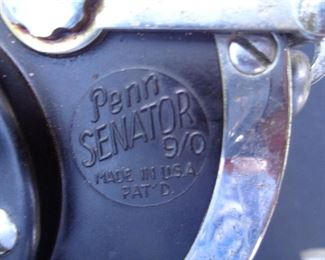 Penn
SENATOR
9/0
MADE IN U.S.A.
PAT'D.